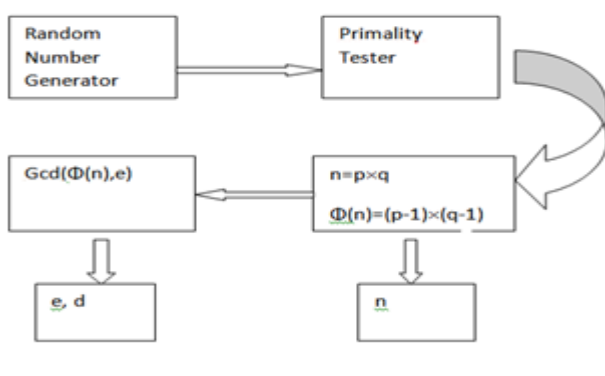 Random
Number
Generator
Primality
Tester
Gcd(Φ(n),e)
n=p×q
Φ(n)=(p-1)×(q-1)
e, d
n